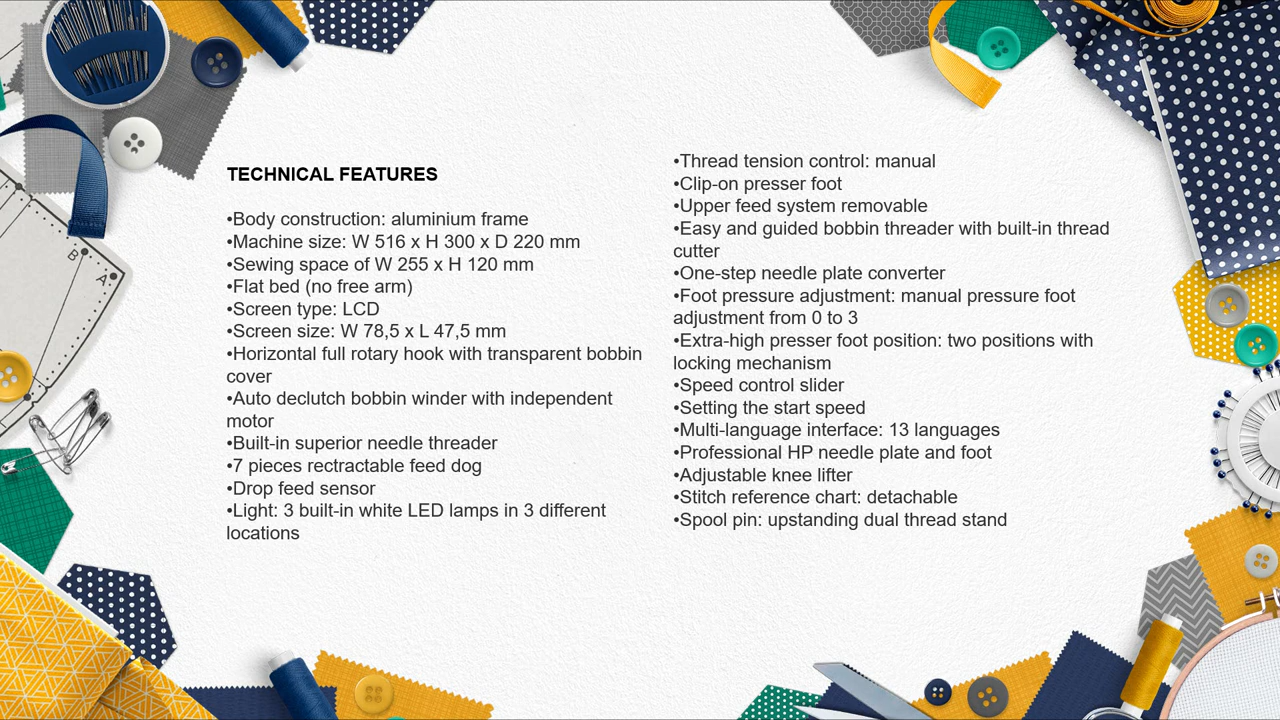 TECHNICAL FEATURES
•Body construction: aluminium frame
•Machine size: W 516 x H 300 x D 220 mm
•Sewing space of W 255 x H 120 mm
•Flat bed (no free arm)
•Screen type: LCD
•Screen size: W 78,5 x L 47,5 mm
•Horizontal full rotary hook with transparent bobbin
cover
•Auto declutch bobbin winder with independent
motor
•Built-in superior needle threader
•7 pieces rectractable feed dog
•Drop feed sensor
•Light: 3 built-in white LED lamps in 3 different
locations
•Thread tension control: manual
•Clip-on presser foot
•Upper feed system removable
•Easy and guided bobbin threader with built-in thread
cutter
•One-step needle plate converter
•Foot pressure adjustment: manual pressure foot
adjustment from 0 to 3
•Extra-high presser foot position: two positions with
locking mechanism
•Speed control slider
•Setting the start speed
•Multi-language interface: 13 languages
•Professional HP needle plate and foot
•Adjustable knee lifter
•Stitch reference chart: detachable
•Spool pin: upstanding dual thread stand
B
A